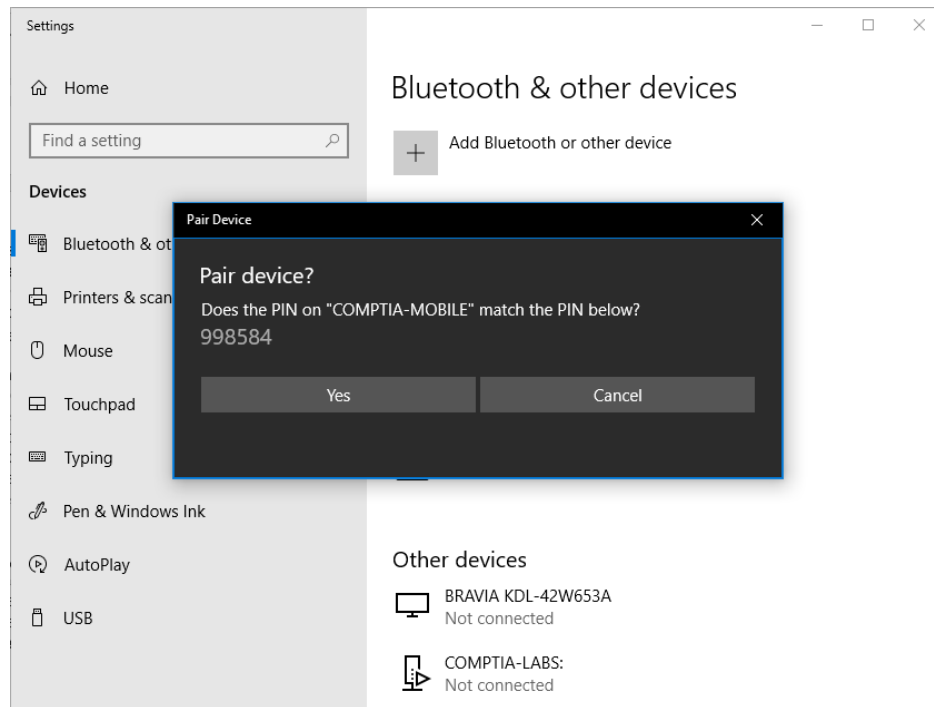 Settings
Home
Find a setting
Devices
Bluetooth & ot
Printers & scan
Mouse
Touchpad
Typing
Pen & Windows Ink
AutoPlay
USB
Bluetooth & other devices
Add Bluetooth or other device
Pair Device
Pair device?
Does the PIN on "COMPTIA-MOBILE" match the PIN below?
998584
Yes
Cancel
Other devices
BRAVIA KDL-42W653A
Not connected
COMPTIA-LABS:
Not connected